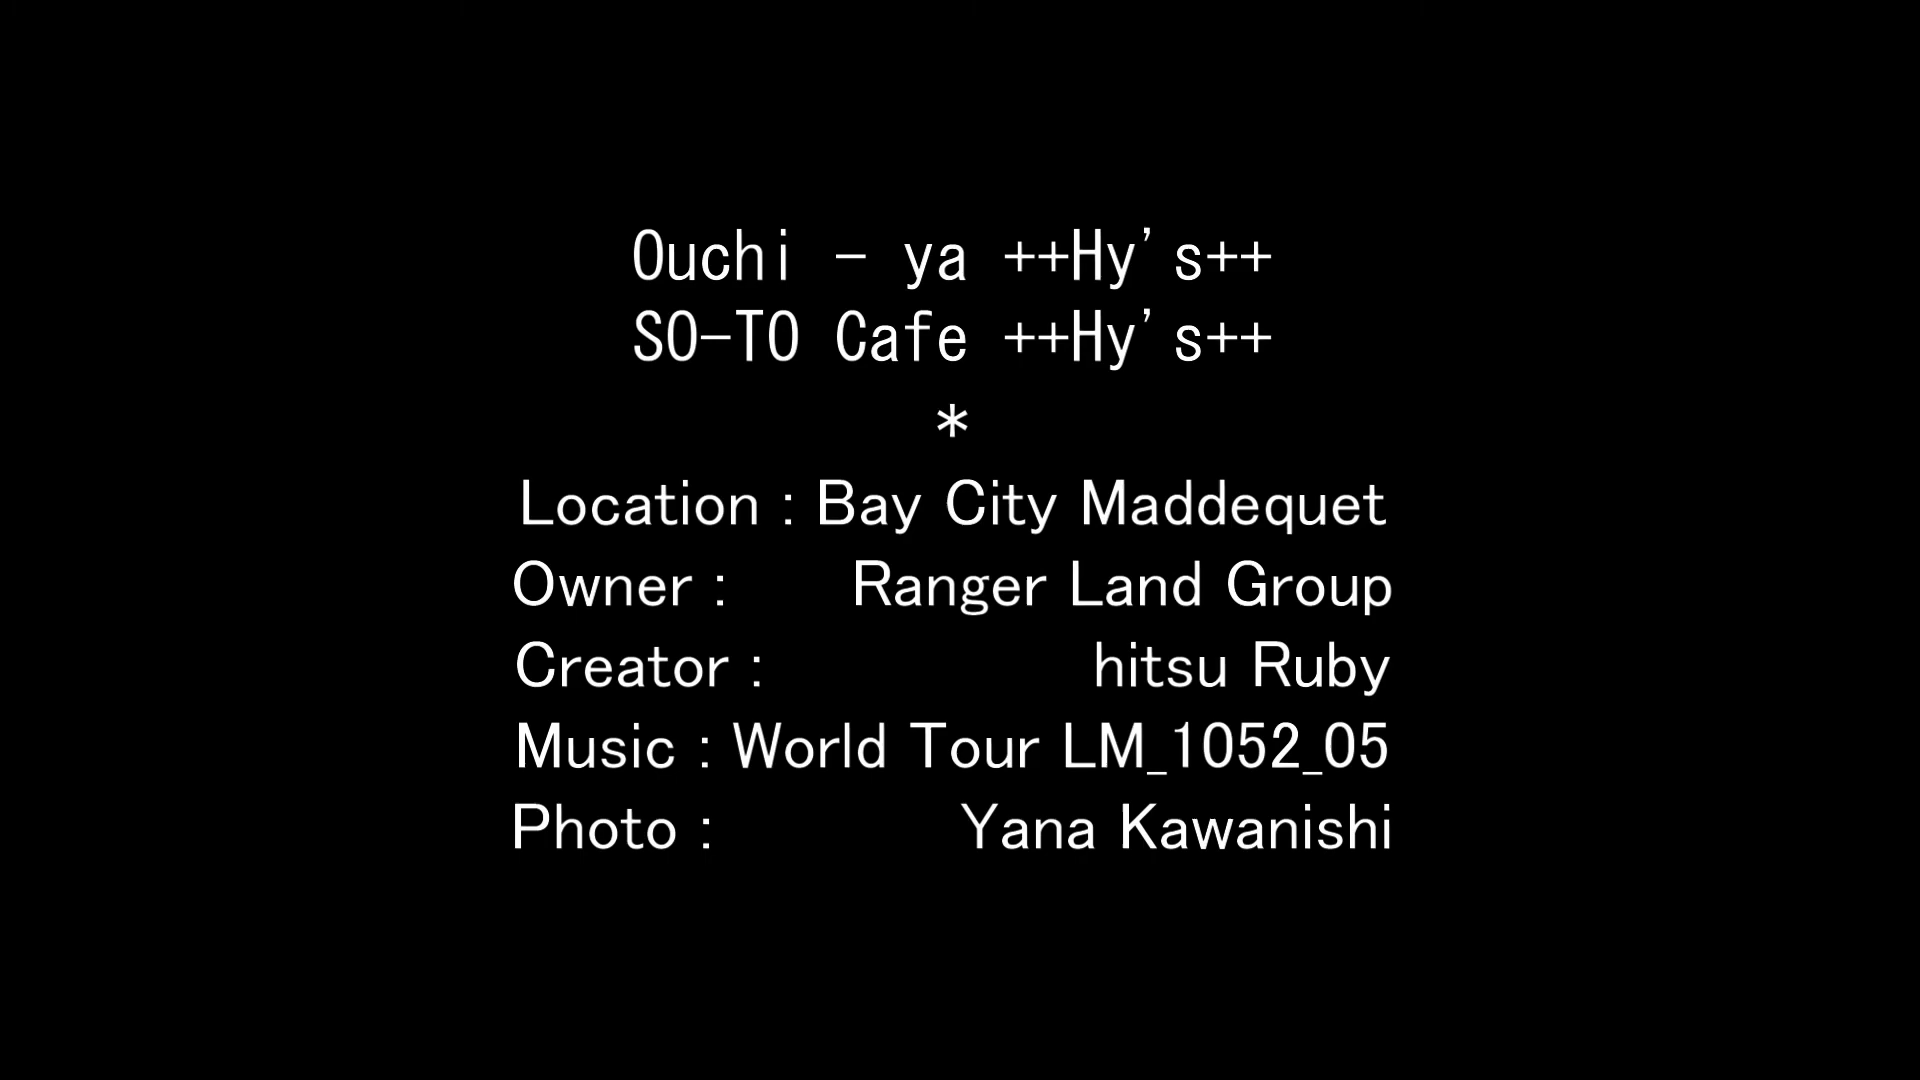 Ouchi - ya ++Hy's++
SO-TO Cafe ++Hy's++
*
Location : Bay City Maddequet
Owner : Ranger Land Group
Creator : hitsu Ruby
Music : World Tour LM_1052_05
Photo : Yana Kawanishi